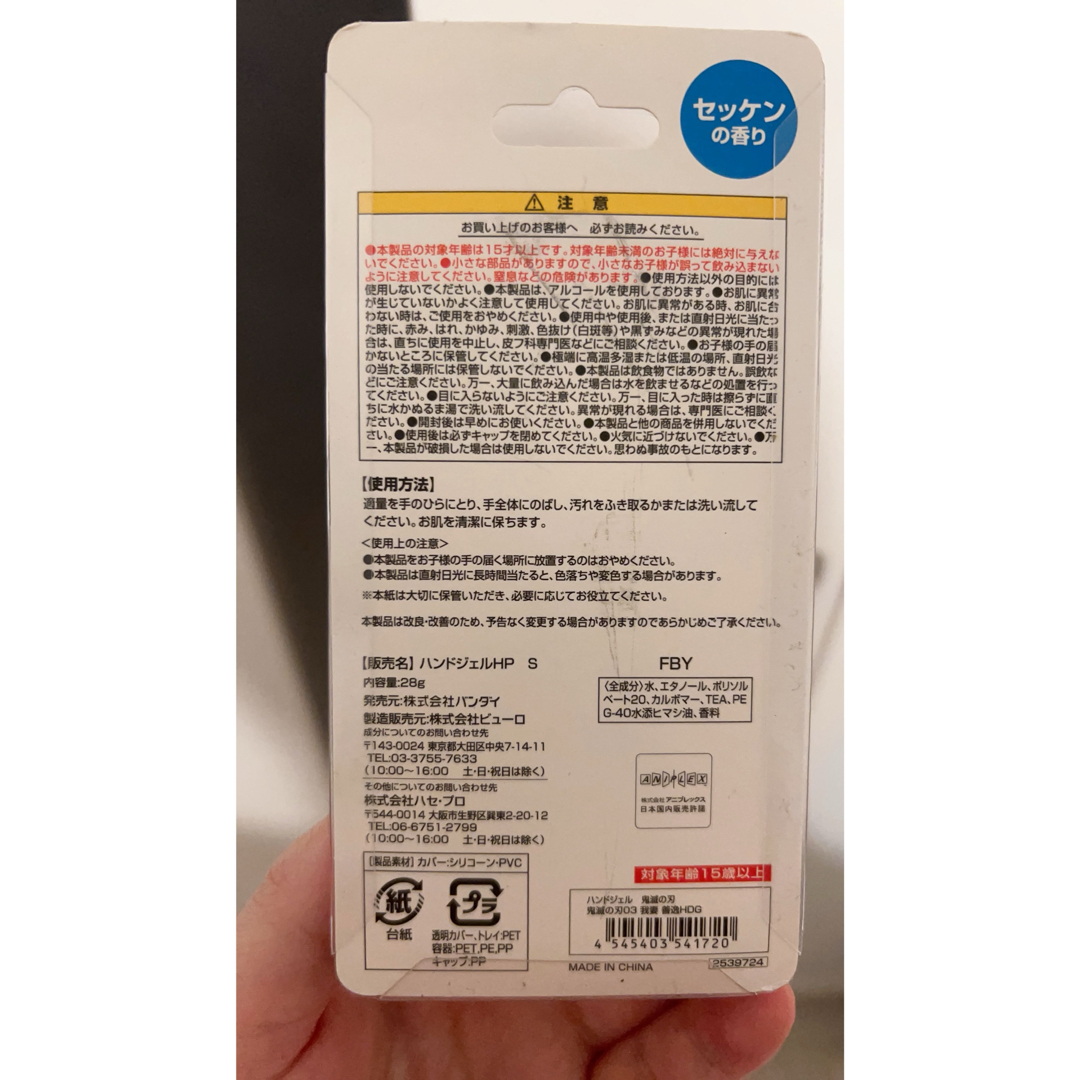 セッケン
の香り
注 意
お買い上げのお客様へ 必ずお読みください。
●本製品の対象年齢は15才以上です。対象年齢未満のお子様には絶対に与えな
いでください。●小さな部品がありますので、小さなお子様が誤って飲み込まない
ように注意してください。窒息などの危険があります。●使用方法以外の目的には
使用しないでください。●本製品は、アルコールを使用しております。●お肌に異常
が生じていないかよく注意して使用してください。お肌に異常がある時、お肌に合
わない時は、ご使用をおやめください。●使用中や使用後、または直射日光に当たっ
た時に、赤み、はれ、かゆみ、刺激、色抜け(白斑等)や黒ずみなどの異常が現れた場
合は、直ちに使用を中止し、皮フ科専門医などにご相談ください。●お子様の手の届
かないところに保管してください。●極端に高温多湿または低温の場所、直射日光
の当たる場所には保管しないでください。●本製品は飲食物ではありません。誤飲な
どにご注意ください。万一、大量に飲み込んだ場合は水を飲ませるなどの処置を行っ
てください。●目に入らないようにご注意ください。万一、目に入った時は擦らずに直
ちに水かぬるま湯で洗い流してください。異常が現れる場合は、専門医にご相談く
ださい。●開封後は早めにお使いください。●本製品と他の商品を併用しないでくだ
さい。●使用後は必ずキャップを閉めてください。●火気に近づけないでください。●万
一、本製品が破損した場合は使用しないでください。思わぬ事故のもとになります。
【使用方法】
適量を手のひらにとり、手全体にのばし、汚れをふき取るかまたは洗い流して
ください。お肌を清潔に保ちます。
<使用上の注意>
●本製品をお子様の手の届く場所に放置するのはおやめください。
●本製品は直射日光に長時間当たると、色落ちや変色する場合があります。
※本紙は大切に保管いただき、必要に応じてお役立てください。
本製品は改良・改善のため、予告なく変更する場合がありますのであらかじめご了承ください。
【販売名】ハンドジェルHP S
内容量:28g
発売元:株式会社バンダイ
製造販売元:株式会社ビューロ
成分についてのお問い合わせ先
〒143-0024 東京都大田区中央7-14-11
TEL:03-3755-7633
(10:00~16:00 土・日・祝日は除く)
その他についてのお問い合わせ先
株式会社ハセ・プロ
〒544-0014 大阪市生野区巽東2-20-12
TEL:06-6751-2799
(10:00~16:00 土・日・祝日は除く)
FBY
〈全成分〉水、エタノール、ポリソル
ベート20、カルボマー、TEA、PE
G-40水添ヒマシ油、香料
ANIPLEX
株式会社 アニプレックス
日本国内販売許諾
[製品素材] カバー:シリコーン・PVC
紙
台紙
プラ
透明カバー、トレイ:PET
容器:PET,PE,PP
キャップ:PP
対象年齢15歳以上
ハンドジェル 鬼滅の刃
鬼滅の刃03 我妻 善逸HDG
4 545403 541720
MADE IN CHINA
2539724